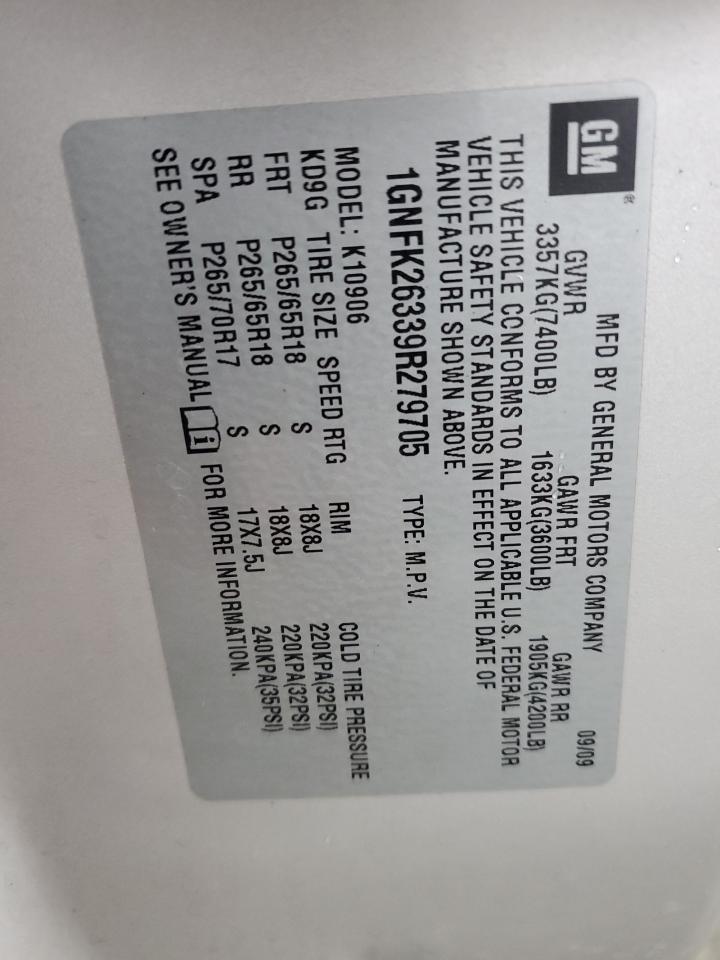 GM®
MFD BY GENERAL MOTORS COMPANY 09/09
GVWR GAWR FRT GAWR RR
3357KG(7400LB) 1633KG(3600LB) 1905KG(4200LB)
THIS VEHICLE CONFORMS TO ALL APPLICABLE U.S. FEDERAL MOTOR
VEHICLE SAFETY STANDARDS IN EFFECT ON THE DATE OF
MANUFACTURE SHOWN ABOVE.
1GNFK26339R279705 TYPE: M.P.V.
MODEL: K10906
KD9G TIRE SIZE SPEED RTG RIM COLD TIRE PRESSURE
FRT P265/65R18 S 18X8J 220KPA(32PSI)
RR P265/65R18 S 18X8J 220KPA(32PSI)
SPA P265/70R17 S 17X7.5J 240KPA(35PSI)
SEE OWNER'S MANUAL i FOR MORE INFORMATION.